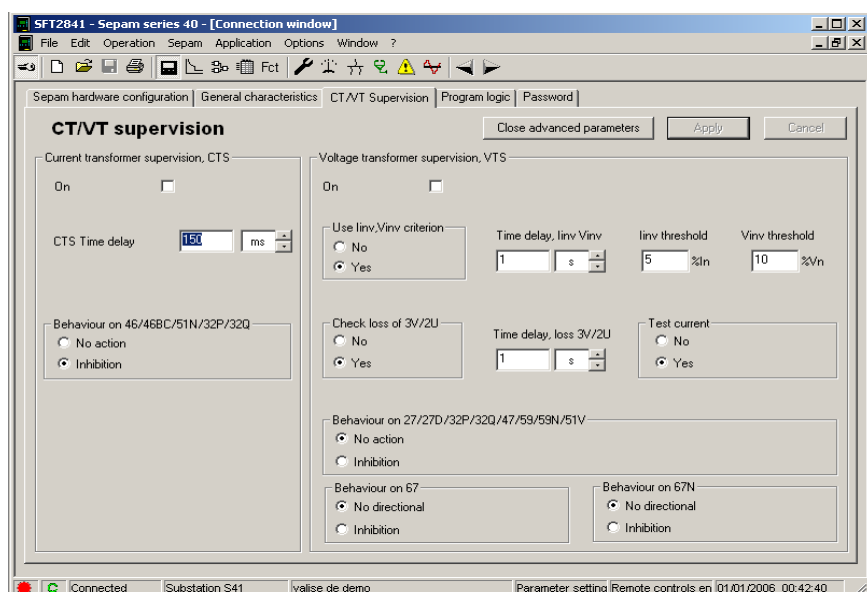 SFT2841 - Sepam series 40 - [Connection window]
File Edit Operation Sepam Application Options Window ?
Fct
Sepam hardware configuration General characteristics CT/VT Supervision Program logic Password
CT/VT supervision
Close advanced parameters Apply Cancel
Current transformer supervision, CTS
On
CTS Time delay 150 ms
Behaviour on 46/46BC/51N/32P/32Q
No action
Inhibition
Voltage transformer supervision, VTS
On
Use Iinv,Vinv criterion
No
Yes
Time delay, Iinv Vinv
1 s
Iinv threshold
5 %In
Vinv threshold
10 %Vn
Check loss of 3V/2U
No
Yes
Time delay, loss 3V/2U
1 s
Test current
No
Yes
Behaviour on 27/27D/32P/32Q/47/59/59N/51V
No action
Inhibition
Behaviour on 67
No directional
Inhibition
Behaviour on 67N
No directional
Inhibition
C Connected Substation S41 valise de demo Parameter setting Remote controls en 01/01/2006 00:42:40